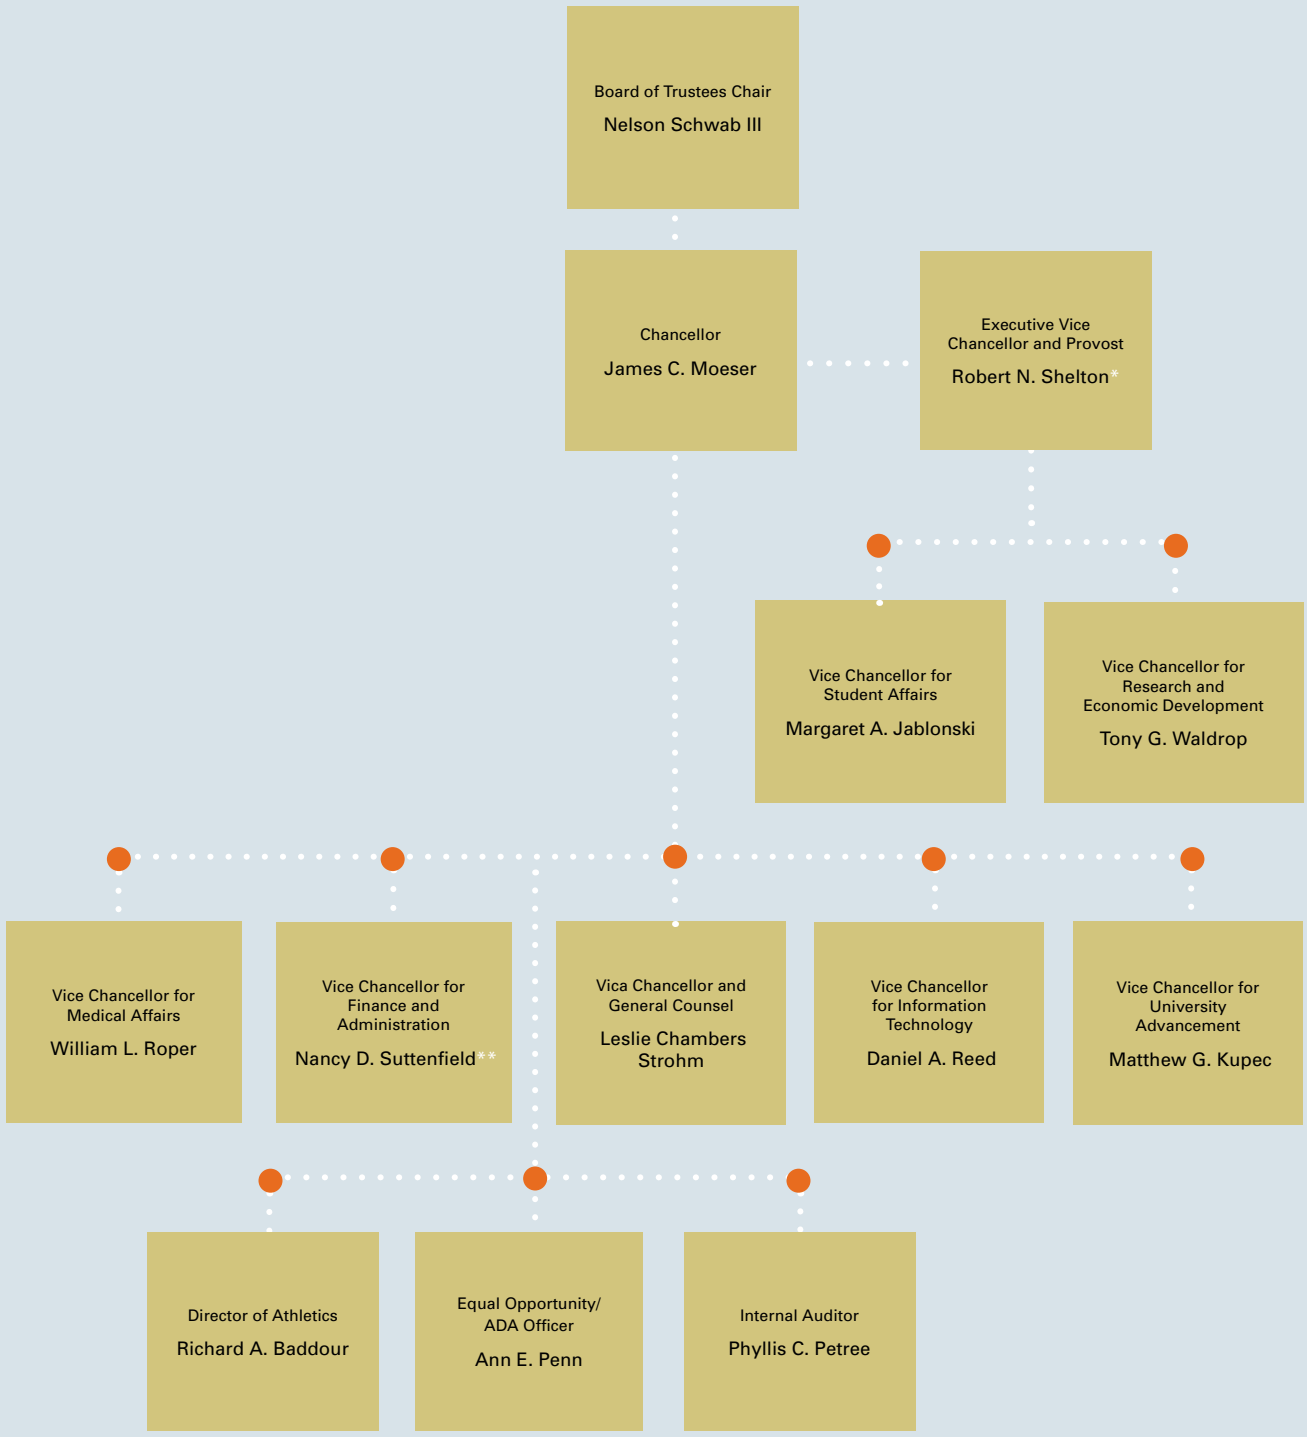 Board of Trustees Chair
Nelson Schwab III
Chancellor
James C. Moeser
Executive Vice
Chancellor and Provost
Robert N. Shelton*
Vice Chancellor for
Student Affairs
Margaret A. Jablonski
Vice Chancellor for
Research and
Economic Development
Tony G. Waldrop
Vice Chancellor for
Medical Affairs
William L. Roper
Vice Chancellor for
Finance and
Administration
Nancy D. Suttenfield**
Vica Chancellor and
General Counsel
Leslie Chambers
Strohm
Vice Chancellor
for Information
Technology
Daniel A. Reed
Vice Chancellor for
University
Advancement
Matthew G. Kupec
Director of Athletics
Richard A. Baddour
Equal Opportunity/
ADA Officer
Ann E. Penn
Internal Auditor
Phyllis C. Petree